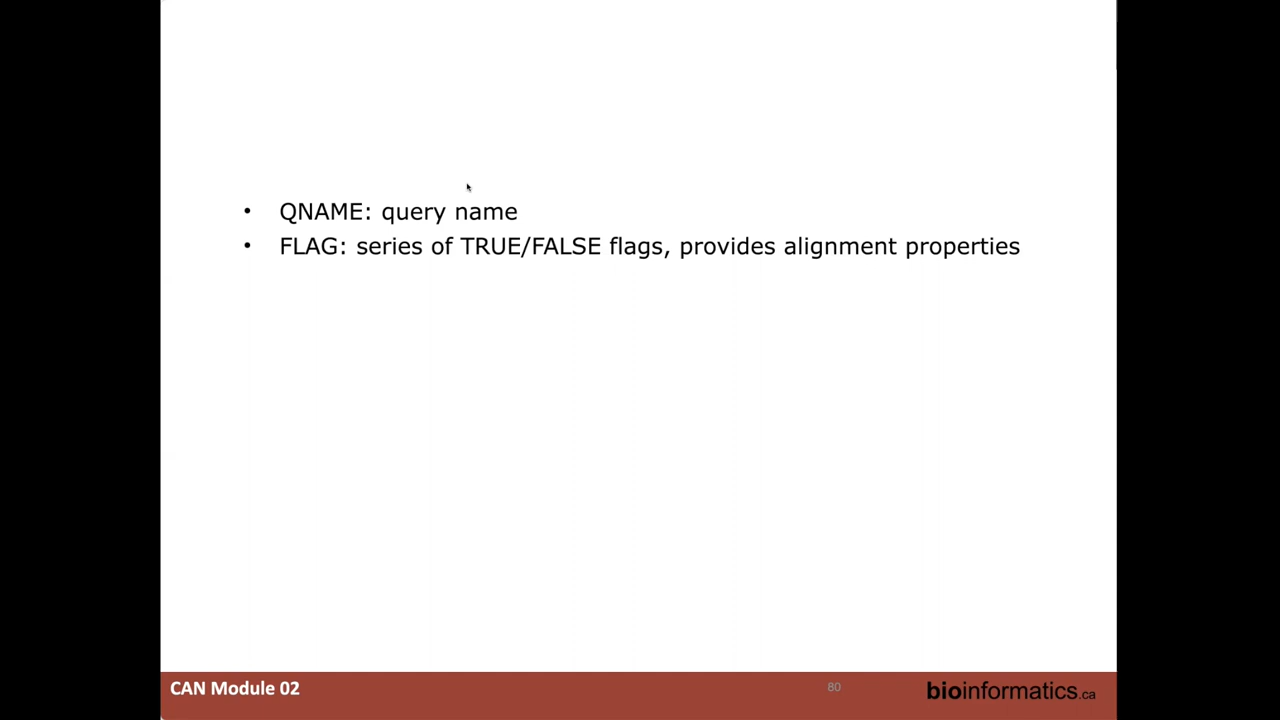 • QNAME: query name
• FLAG: series of TRUE/FALSE flags, provides alignment properties
CAN Module 02
80
bioinformatics.ca